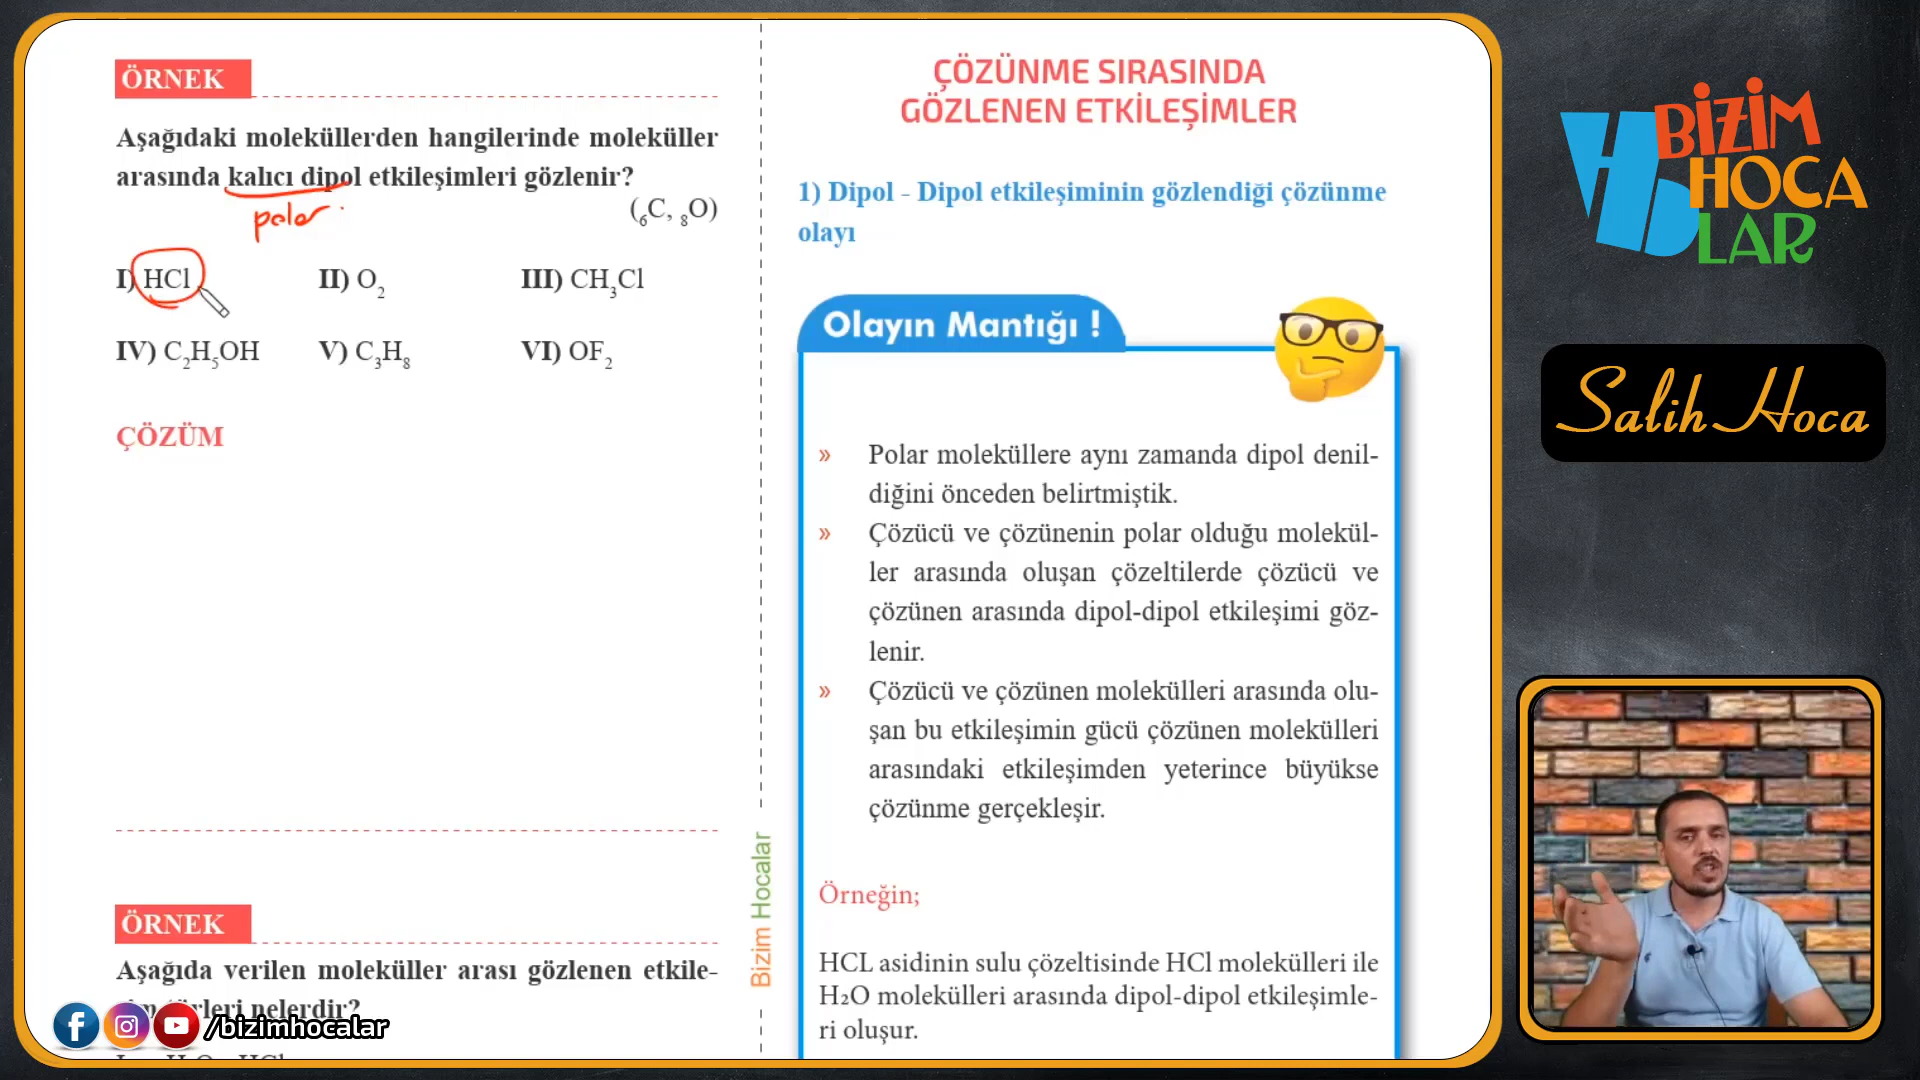 ÖRNEK
Aşağıdaki moleküllerden hangilerinde moleküller
arasında kalıcı dipol etkileşimleri gözlenir?
polar
(₆C, ₈O)
I) HCl II) O₂ III) CH₃Cl
IV) C₂H₅OH V) C₃H₈ VI) OF₂
ÇÖZÜM
ÖRNEK
Aşağıda verilen moleküller arası gözlenen etkile-
nelerdir?
/bizimhocalar
Bizim Hocalar
ÇÖZÜNME SIRASINDA
GÖZLENEN ETKİLEŞİMLER
1) Dipol - Dipol etkileşiminin gözlendiği çözünme
olayı
Olayın Mantığı !
» Polar moleküllere aynı zamanda dipol denil-
diğini önceden belirtmiştik.
» Çözücü ve çözünenin polar olduğu molekül-
ler arasında oluşan çözeltilerde çözücü ve
çözünen arasında dipol-dipol etkileşimi göz-
lenir.
» Çözücü ve çözünen molekülleri arasında olu-
şan bu etkileşimin gücü çözünen molekülleri
arasındaki etkileşimden yeterince büyükse
çözünme gerçekleşir.
Örneğin;
HCL asidinin sulu çözeltisinde HCl molekülleri ile
H₂O molekülleri arasında dipol-dipol etkileşimle-
ri oluşur.
BİZİM
HOCA
LAR
Salih Hoca